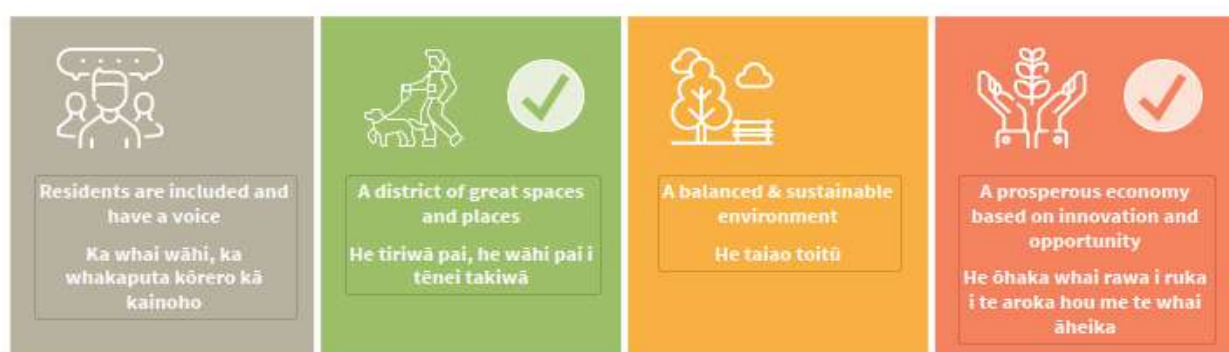 Residents are included and
have a voice
Ka whai wāhi, ka
whakaputa kōrero kā
kainoho
A district of great spaces
and places
He tiriwā pai, he wāhi pai i
tēnei takiwā
A balanced & sustainable
environment
He taiao toitū
A prosperous economy
based on innovation and
opportunity
He ōhaka whai rawa i ruka
i te aroka hou me te whai
āheika